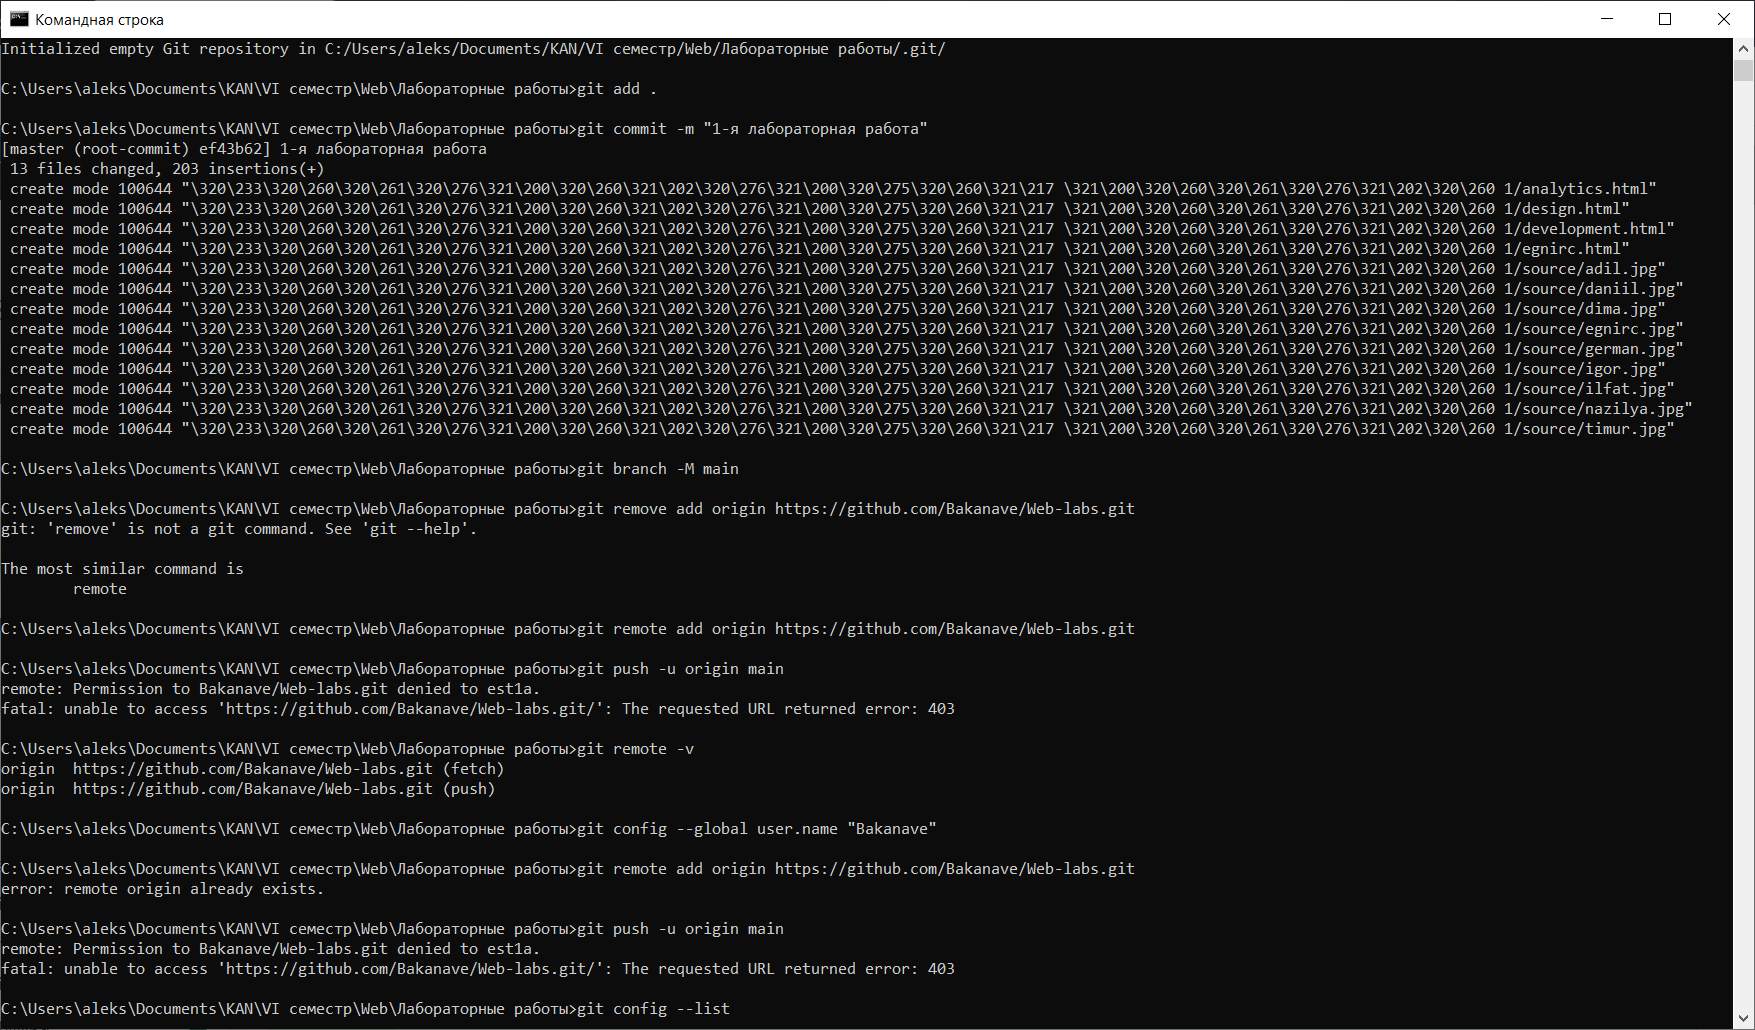 Командная строка
Initialized empty Git repository in C:/Users/aleks/Documents/KAN/VI семестр/Web/Лабораторные работы/.git/
C:\Users\aleks\Documents\KAN\VI семестр\Web\Лабораторные работы>git add .
C:\Users\aleks\Documents\KAN\VI семестр\Web\Лабораторные работы>git commit -m "1-я лабораторная работа"
[master (root-commit) ef43b62] 1-я лабораторная работа
 13 files changed, 203 insertions(+)
 create mode 100644 "\320\233\320\260\320\261\320\276\321\200\320\260\321\202\320\276\321\200\320\275\320\260\321\217 \321\200\320\260\320\261\320\276\321\202\320\260 1/analytics.html"
 create mode 100644 "\320\233\320\260\320\261\320\276\321\200\320\260\321\202\320\276\321\200\320\275\320\260\321\217 \321\200\320\260\320\261\320\276\321\202\320\260 1/design.html"
 create mode 100644 "\320\233\320\260\320\261\320\276\321\200\320\260\321\202\320\276\321\200\320\275\320\260\321\217 \321\200\320\260\320\261\320\276\321\202\320\260 1/development.html"
 create mode 100644 "\320\233\320\260\320\261\320\276\321\200\320\260\321\202\320\276\321\200\320\275\320\260\321\217 \321\200\320\260\320\261\320\276\321\202\320\260 1/egnirc.html"
 create mode 100644 "\320\233\320\260\320\261\320\276\321\200\320\260\321\202\320\276\321\200\320\275\320\260\321\217 \321\200\320\260\320\261\320\276\321\202\320\260 1/source/adil.jpg"
 create mode 100644 "\320\233\320\260\320\261\320\276\321\200\320\260\321\202\320\276\321\200\320\275\320\260\321\217 \321\200\320\260\320\261\320\276\321\202\320\260 1/source/daniil.jpg"
 create mode 100644 "\320\233\320\260\320\261\320\276\321\200\320\260\321\202\320\276\321\200\320\275\320\260\321\217 \321\200\320\260\320\261\320\276\321\202\320\260 1/source/dima.jpg"
 create mode 100644 "\320\233\320\260\320\261\320\276\321\200\320\260\321\202\320\276\321\200\320\275\320\260\321\217 \321\200\320\260\320\261\320\276\321\202\320\260 1/source/egnirc.jpg"
 create mode 100644 "\320\233\320\260\320\261\320\276\321\200\320\260\321\202\320\276\321\200\320\275\320\260\321\217 \321\200\320\260\320\261\320\276\321\202\320\260 1/source/german.jpg"
 create mode 100644 "\320\233\320\260\320\261\320\276\321\200\320\260\321\202\320\276\321\200\320\275\320\260\321\217 \321\200\320\260\320\261\320\276\321\202\320\260 1/source/igor.jpg"
 create mode 100644 "\320\233\320\260\320\261\320\276\321\200\320\260\321\202\320\276\321\200\320\275\320\260\321\217 \321\200\320\260\320\261\320\276\321\202\320\260 1/source/ilfat.jpg"
 create mode 100644 "\320\233\320\260\320\261\320\276\321\200\320\260\321\202\320\276\321\200\320\275\320\260\321\217 \321\200\320\260\320\261\320\276\321\202\320\260 1/source/nazilya.jpg"
 create mode 100644 "\320\233\320\260\320\261\320\276\321\200\320\260\321\202\320\276\321\200\320\275\320\260\321\217 \321\200\320\260\320\261\320\276\321\202\320\260 1/source/timur.jpg"
C:\Users\aleks\Documents\KAN\VI семестр\Web\Лабораторные работы>git branch -M main
C:\Users\aleks\Documents\KAN\VI семестр\Web\Лабораторные работы>git remove add origin https://github.com/Bakanave/Web-labs.git
git: 'remove' is not a git command. See 'git --help'.
The most similar command is
        remote
C:\Users\aleks\Documents\KAN\VI семестр\Web\Лабораторные работы>git remote add origin https://github.com/Bakanave/Web-labs.git
C:\Users\aleks\Documents\KAN\VI семестр\Web\Лабораторные работы>git push -u origin main
remote: Permission to Bakanave/Web-labs.git denied to est1a.
fatal: unable to access 'https://github.com/Bakanave/Web-labs.git/': The requested URL returned error: 403
C:\Users\aleks\Documents\KAN\VI семестр\Web\Лабораторные работы>git remote -v
origin  https://github.com/Bakanave/Web-labs.git (fetch)
origin  https://github.com/Bakanave/Web-labs.git (push)
C:\Users\aleks\Documents\KAN\VI семестр\Web\Лабораторные работы>git config --global user.name "Bakanave"
C:\Users\aleks\Documents\KAN\VI семестр\Web\Лабораторные работы>git remote add origin https://github.com/Bakanave/Web-labs.git
error: remote origin already exists.
C:\Users\aleks\Documents\KAN\VI семестр\Web\Лабораторные работы>git push -u origin main
remote: Permission to Bakanave/Web-labs.git denied to est1a.
fatal: unable to access 'https://github.com/Bakanave/Web-labs.git/': The requested URL returned error: 403
C:\Users\aleks\Documents\KAN\VI семестр\Web\Лабораторные работы>git config --list